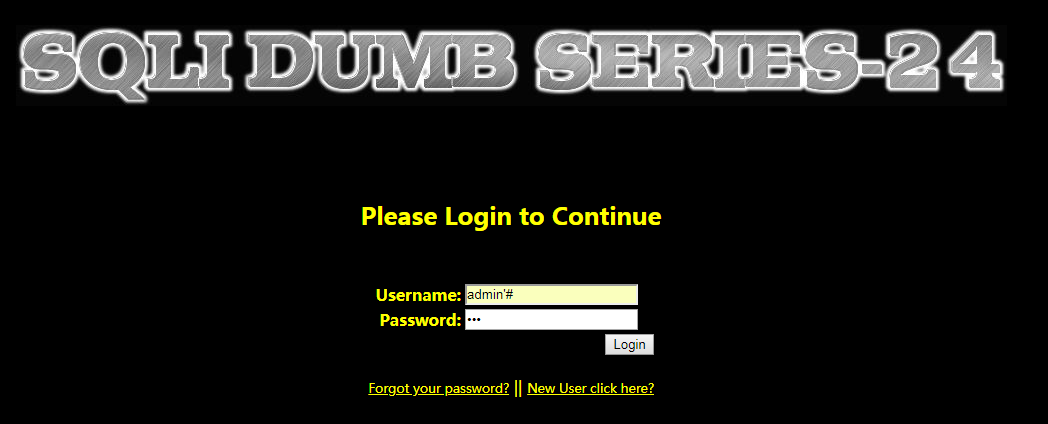 SQLI DUMB SERIES-24
Please Login to Continue
Username: admin'#
Password: •••
Login
Forgot your password? || New User click here?